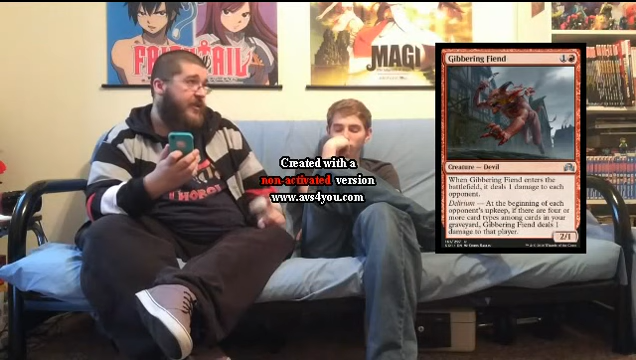 FAIRY TAIL
MAGI
Gibbering Fiend
1
Creature — Devil
When Gibbering Fiend enters the
battlefield, it deals 1 damage to each
opponent.
Delirium — At the beginning of each
opponent's upkeep, if there are four or
more card types among cards in your
graveyard, Gibbering Fiend deals 1
damage to that player.
2/1
Created with a
non-activated version
www.avs4you.com